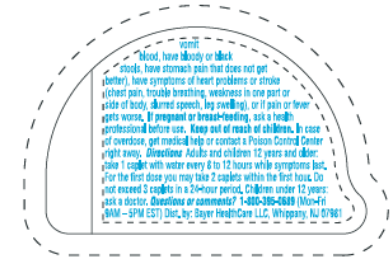 vomit
blood, have bloody or black
stools, have stomach pain that does not get
better), have symptoms of heart problems or stroke
(chest pain, trouble breathing, weakness in one part or
side of body, slurred speech, leg swelling), or if pain or fever
gets worse. If pregnant or breast-feeding, ask a health
professional before use. Keep out of reach of children. In case
of overdose, get medical help or contact a Poison Control Center
right away. Directions Adults and children 12 years and older:
take 1 caplet with water every 8 to 12 hours while symptoms last.
For the first dose you may take 2 caplets within the first hour. Do
not exceed 3 caplets in a 24-hour period. Children under 12 years:
ask a doctor. Questions or comments? 1-800-395-0689 (Mon-Fri
9AM – 5PM EST) Dist. by: Bayer HealthCare LLC, Whippany, NJ 07981